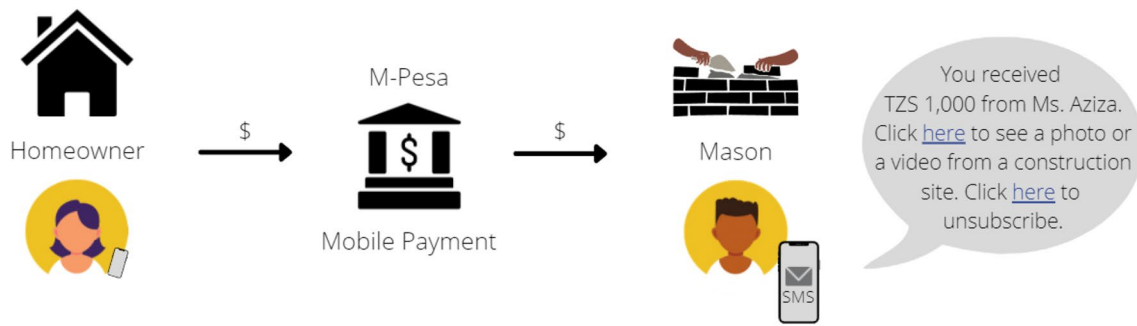 M-Pesa
$
Homeowner
$
$
Mason
Mobile Payment
SMS
You received
TZS 1,000 from Ms. Aziza.
Click here to see a photo or
a video from a construction
site. Click here to
unsubscribe.